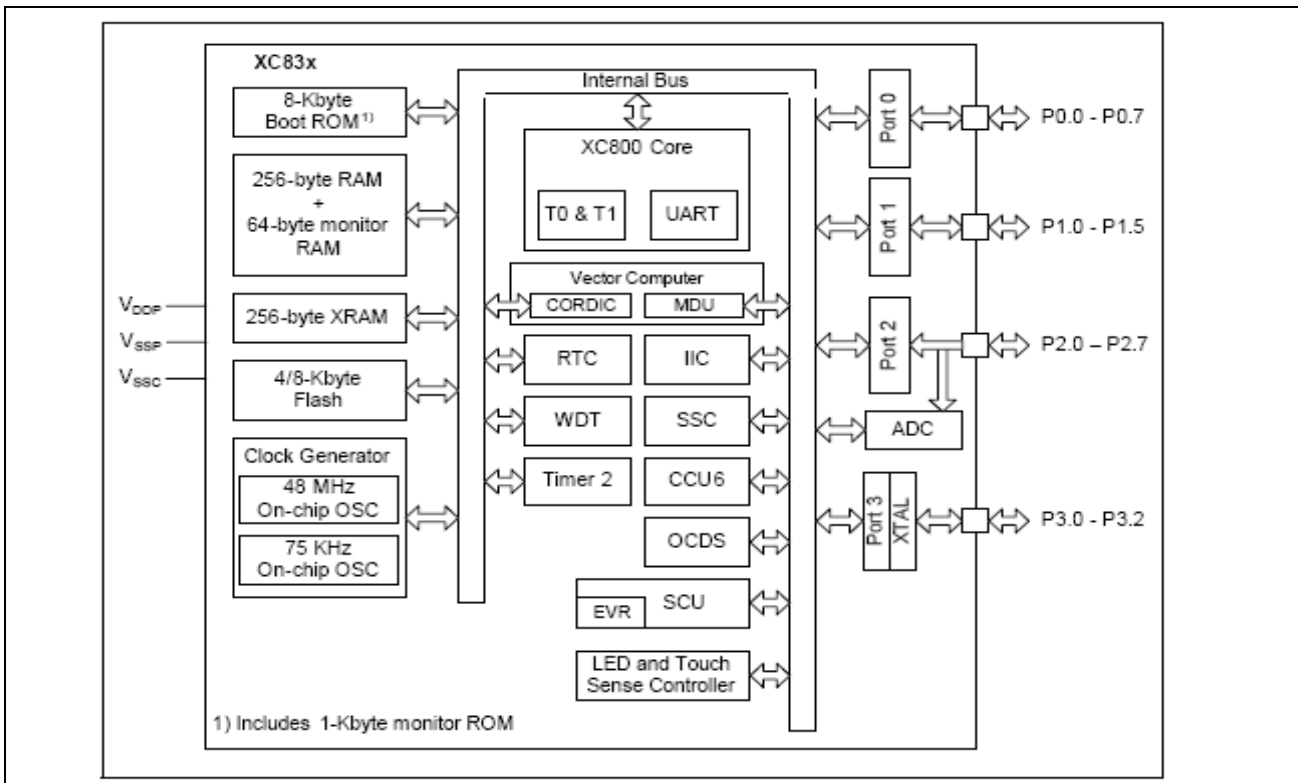 XC83x
Internal Bus
8-Kbyte
Boot ROM1)
256-byte RAM
+
64-byte monitor
RAM
256-byte XRAM
4/8-Kbyte
Flash
Clock Generator
48 MHz
On-chip OSC
75 KHz
On-chip OSC
VDDP
VSSP
VSSC
XC800 Core
T0 & T1
UART
Vector Computer
CORDIC
MDU
RTC
IIC
WDT
SSC
Timer 2
CCU6
OCDS
SCU
EVR
LED and Touch
Sense Controller
Port 0
P0.0 - P0.7
Port 1
P1.0 - P1.5
Port 2
P2.0 – P2.7
ADC
Port 3
XTAL
P3.0 - P3.2
1) Includes 1-Kbyte monitor ROM